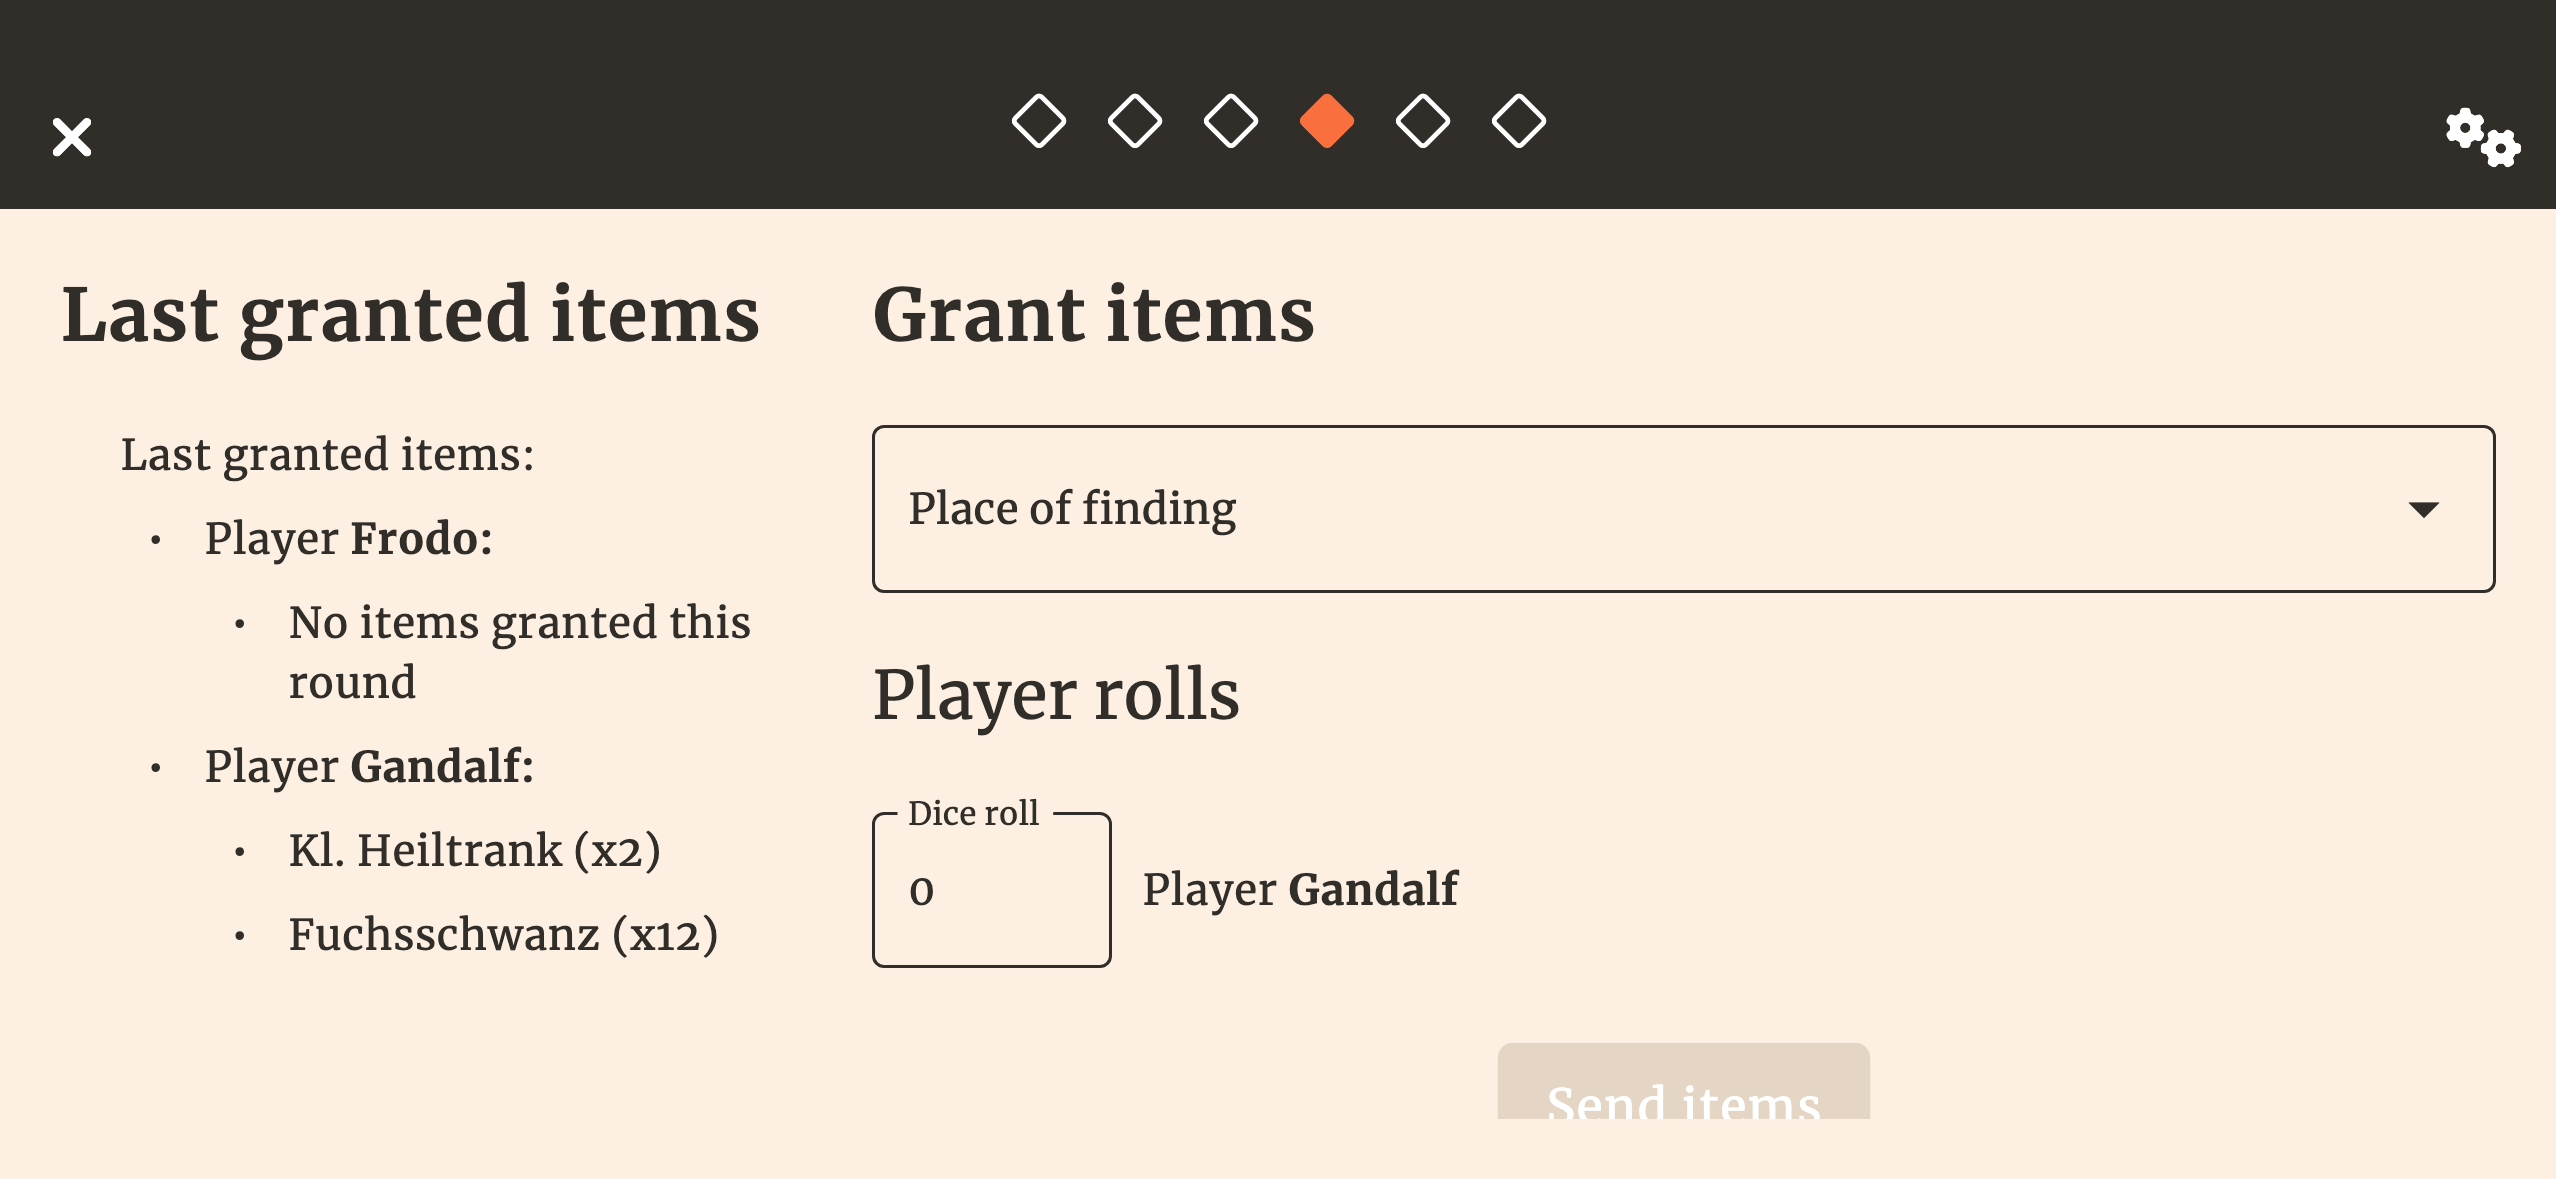 Last granted items
Last granted items:
Player Frodo:
No items granted this
round
Player Gandalf:
Kl. Heiltrank (x2)
Fuchsschwanz (x12)
Grant items
Place of finding
Player rolls
Dice roll
0
Player Gandalf
Send items